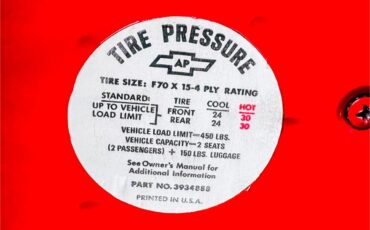 TIRE PRESSURE
AP
TIRE SIZE: F70 X 15-4 PLY RATING
STANDARD: TIRE COOL HOT
UP TO VEHICLE FRONT 24 30
LOAD LIMIT REAR 24 30
VEHICLE LOAD LIMIT—450 LBS.
VEHICLE CAPACITY—2 SEATS
(2 PASSENGERS) + 150 LBS. LUGGAGE
See Owner's Manual for
Additional Information
PART NO. 3934888
PRINTED IN U.S.A.